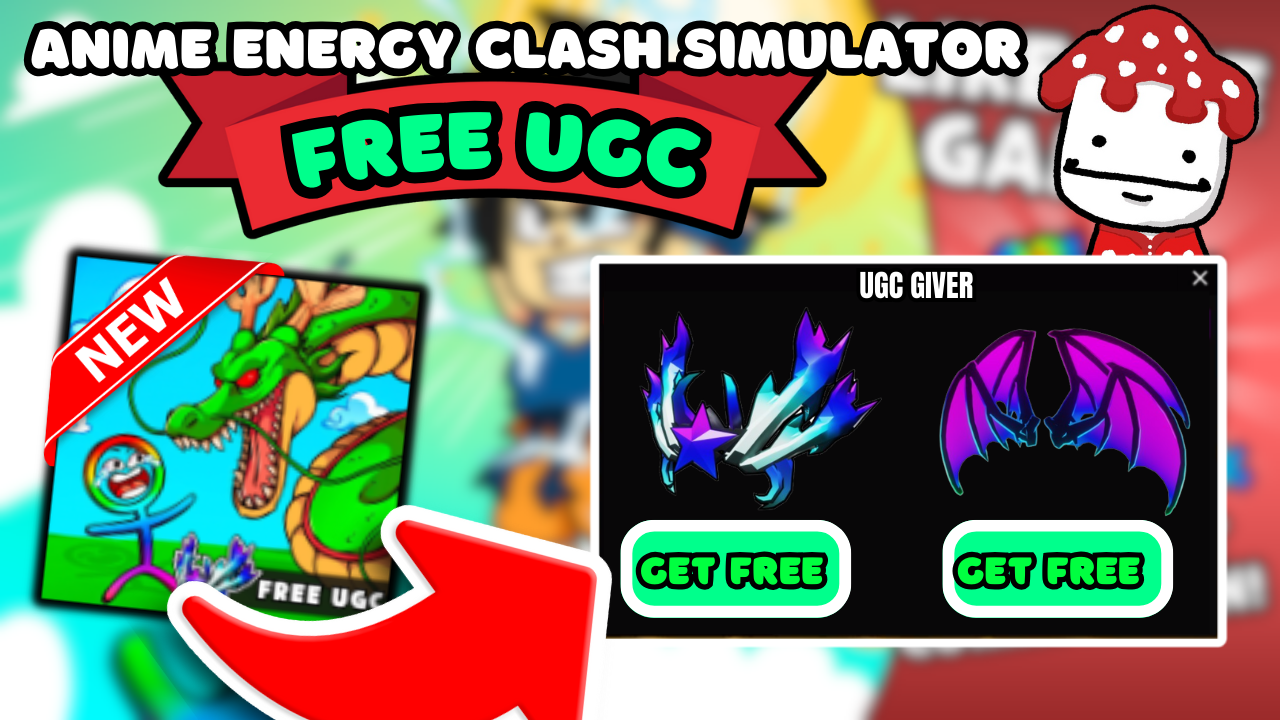 ANIME ENERGY CLASH SIMULATOR
FREE UGC
NEW
FREE UGC
UGC GIVER
×
GET FREE
GET FREE